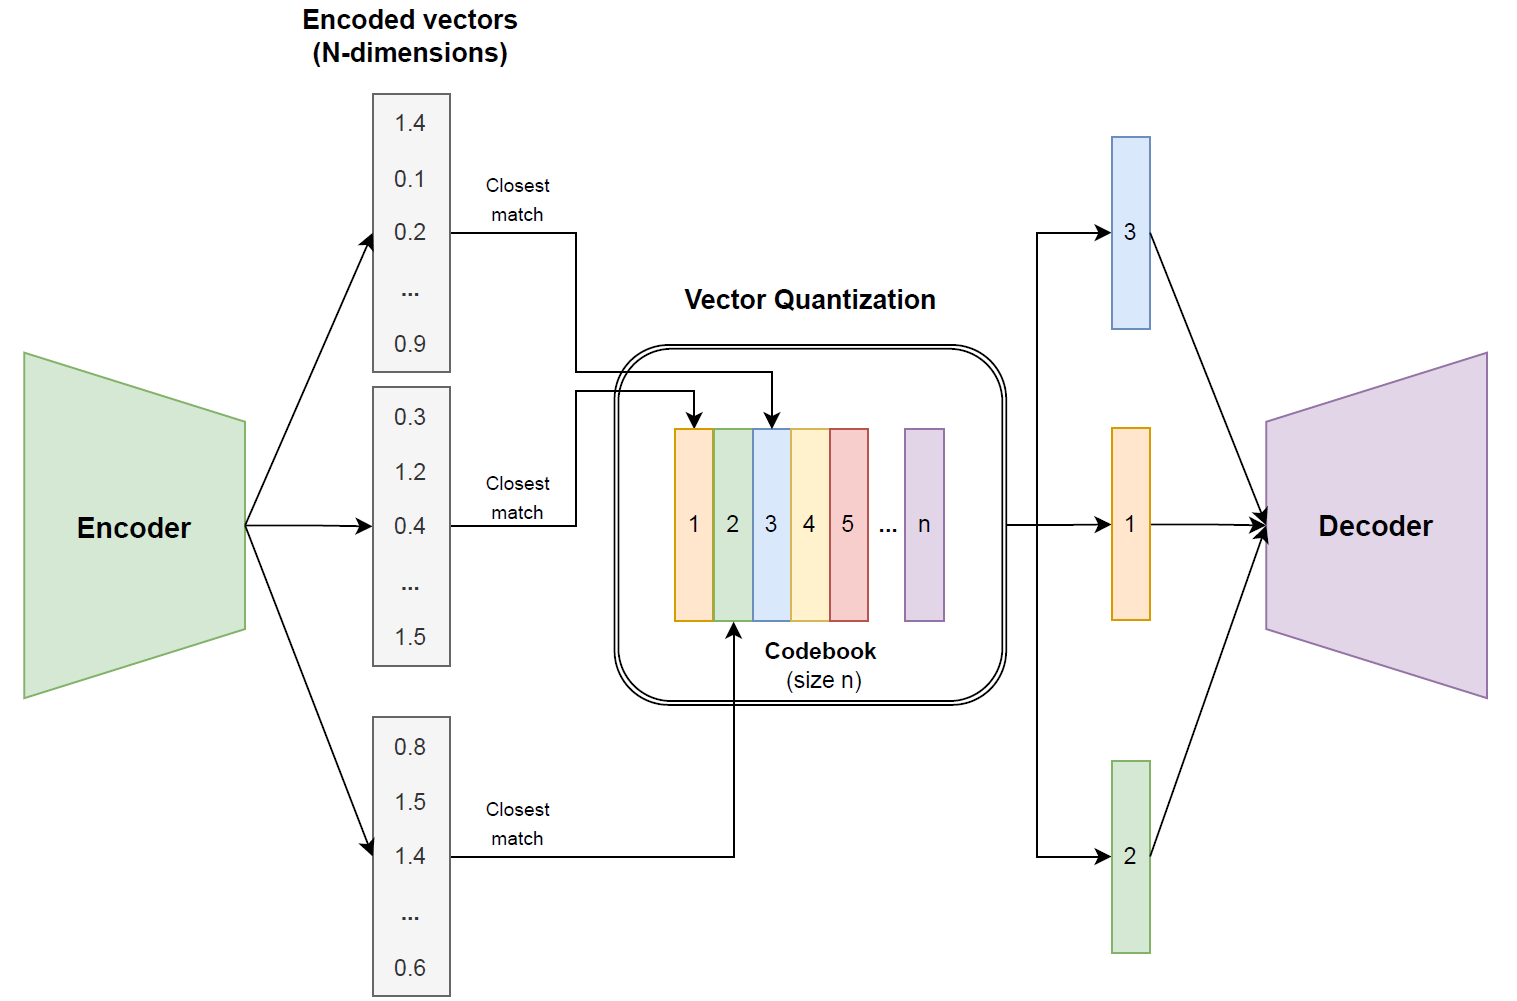 Encoded vectors
(N-dimensions)
1.4
0.1
0.2
...
0.9
Closest
match
0.3
1.2
0.4
...
1.5
Closest
match
0.8
1.5
1.4
...
0.6
Closest
match
Encoder
Vector Quantization
1 2 3 4 5 ... n
Codebook
(size n)
3
1
2
Decoder